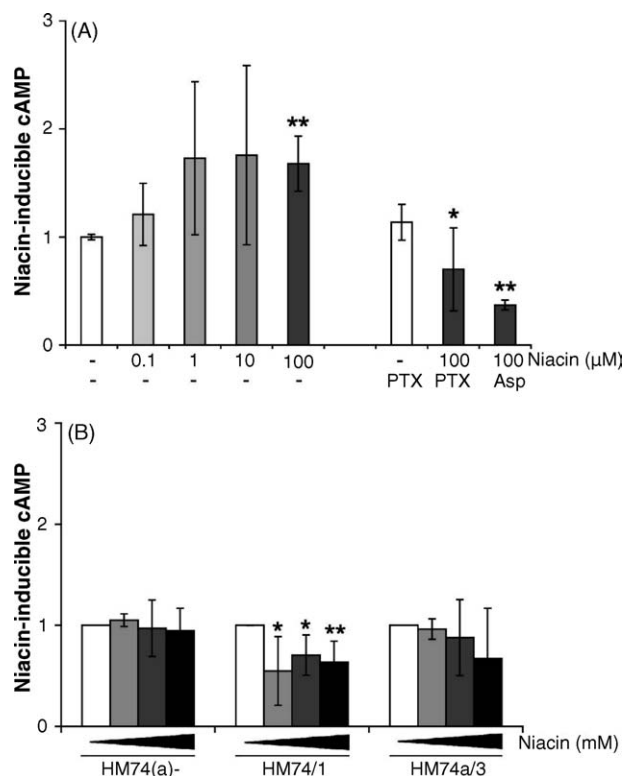 (A)
Niacin-inducible cAMP
3
2
1
0
**
*
**
- 0.1 1 10 100 - 100 100 Niacin (µM)
- - - - - PTX PTX Asp
(B)
Niacin-inducible cAMP
3
2
1
0
* * **
Niacin (mM)
HM74(a)- HM74/1 HM74a/3